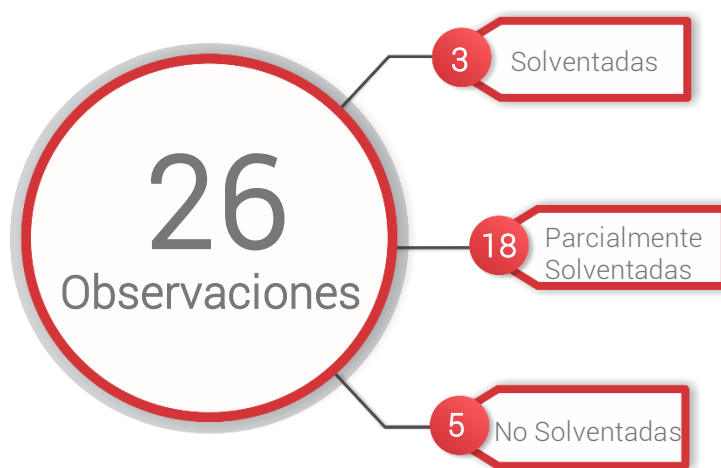 26
Observaciones
3
Solventadas
18
Parcialmente
Solventadas
5
No Solventadas